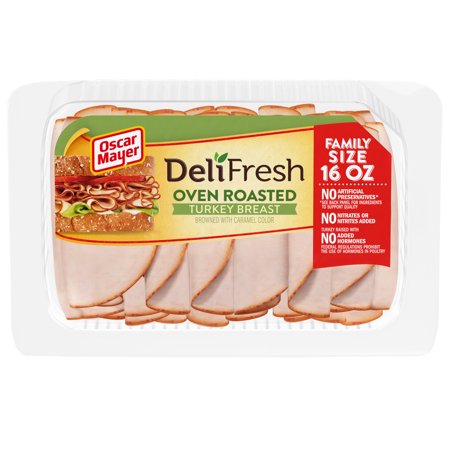 Oscar
Mayer
DeliFresh
OVEN ROASTED
TURKEY BREAST
BROWNED WITH CARAMEL COLOR
FAMILY
SIZE
16 OZ
NO ARTIFICIAL
PRESERVATIVES*
*SEE BACK PANEL FOR INGREDIENTS
TO SUPPORT QUALITY
NO NITRATES OR
NITRITES ADDED
TURKEY RAISED WITH
NO ADDED
HORMONES
FEDERAL REGULATIONS PROHIBIT
THE USE OF HORMONES IN POULTRY